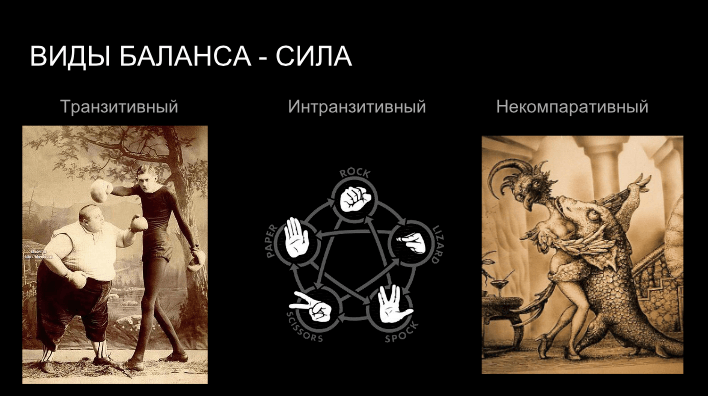 ВИДЫ БАЛАНСА - СИЛА
Транзитивный
Интранзитивный
Некомпаративный
ROCK
PAPER
LIZARD
SCISSORS
SPOCK